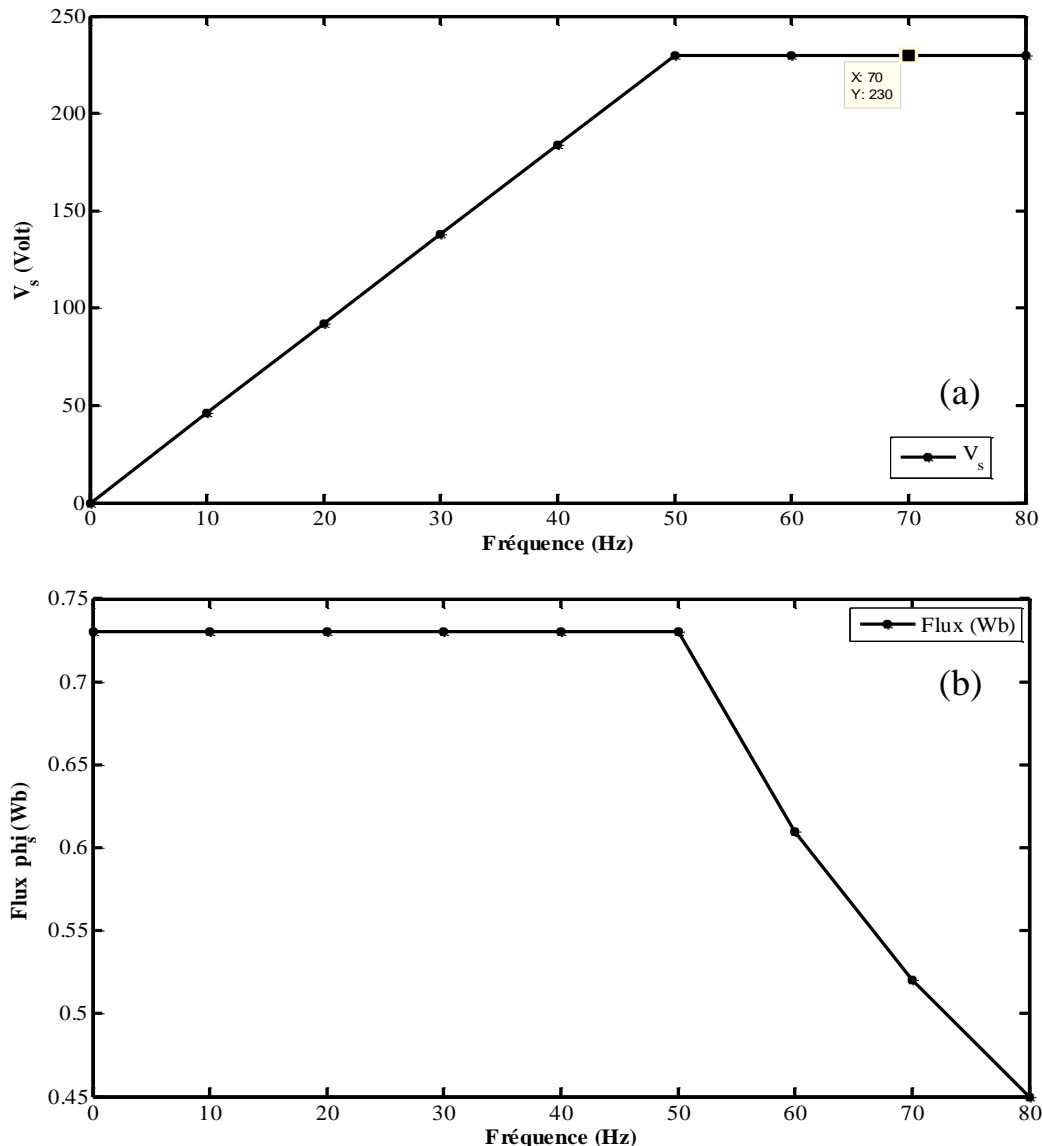 250
200
150
100
50
0
V_s (Volt)
X: 70
Y: 230
(a)
V_s
0 10 20 30 40 50 60 70 80
Fréquence (Hz)
0.75
0.7
0.65
0.6
0.55
0.5
0.45
Flux phi_s (Wb)
Flux (Wb)
(b)
0 10 20 30 40 50 60 70 80
Fréquence (Hz)